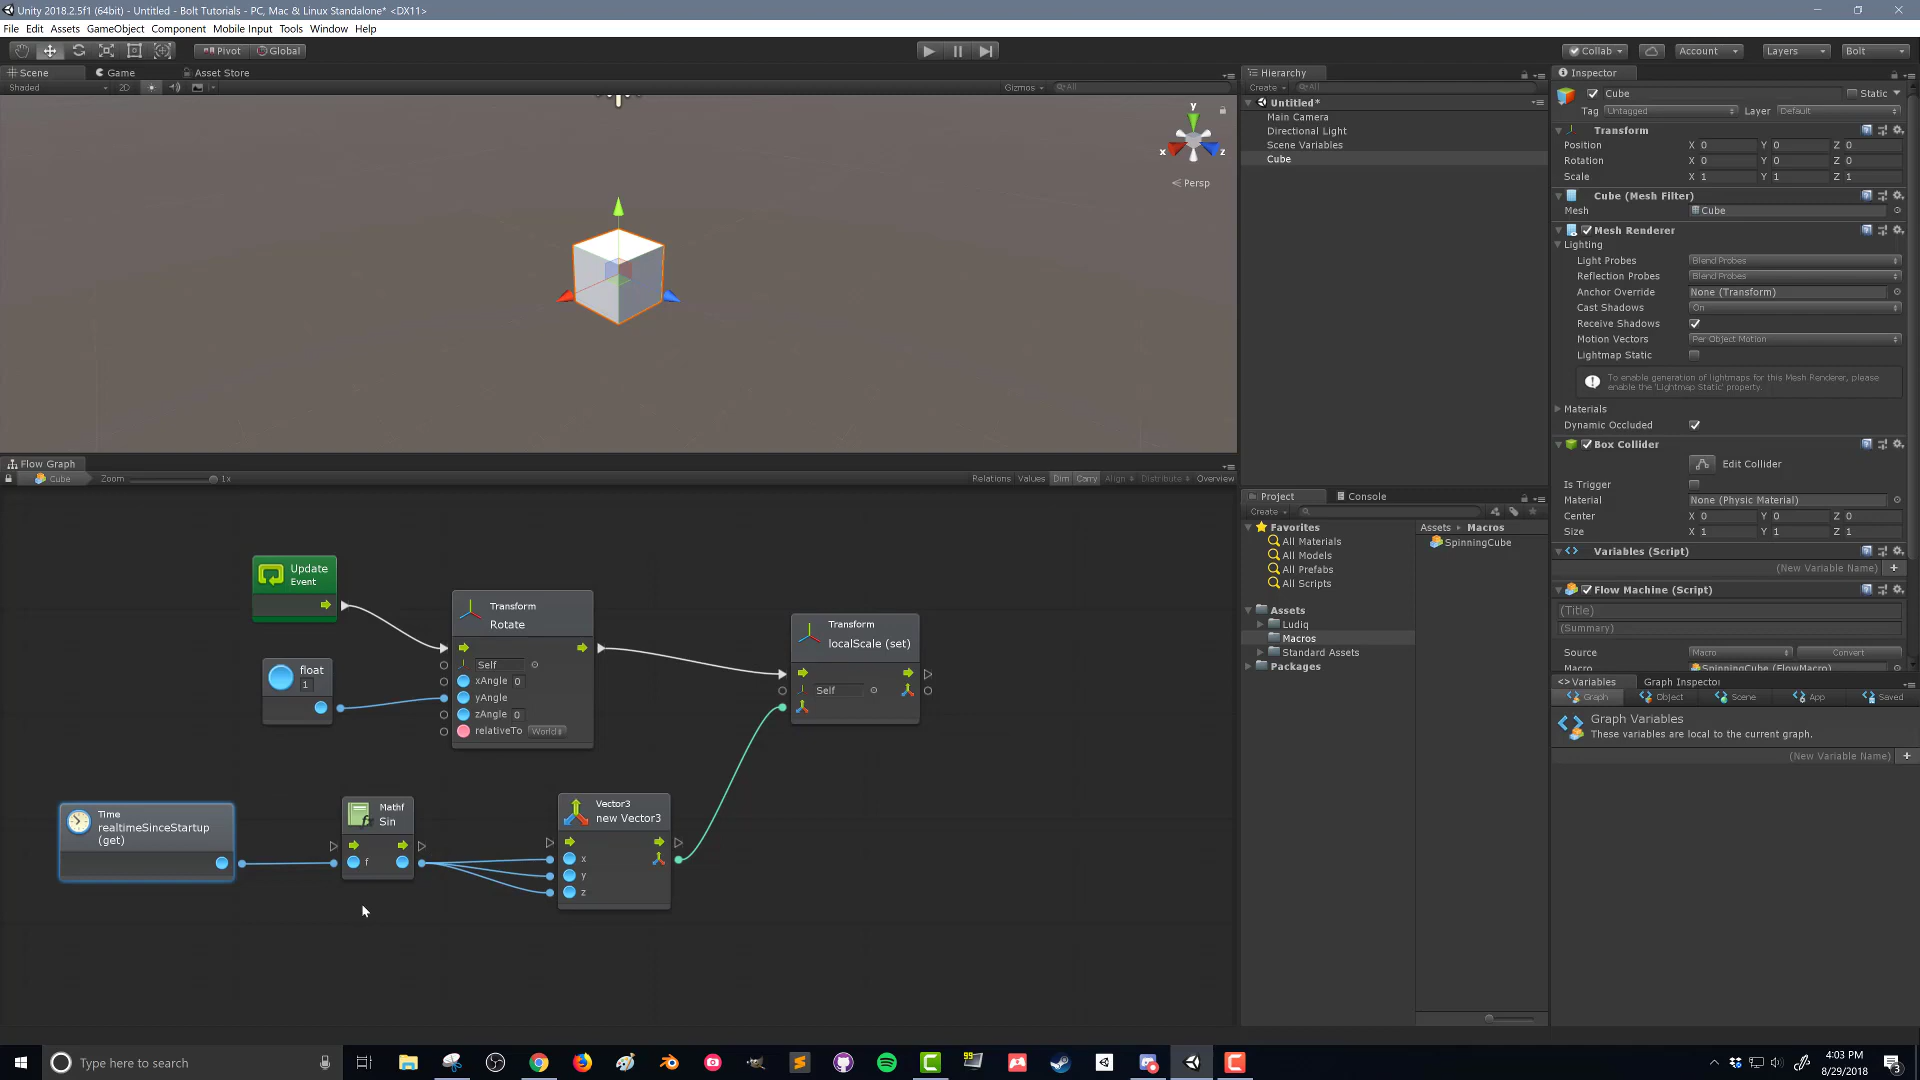 Unity 2018.2.5f1 (64bit) - Untitled - Bolt Tutorials - PC, Mac & Linux Standalone* <DX11>
File Edit Assets GameObject Component Mobile Input Tools Window Help
Pivot Global Collab Account Layers Bolt
Scene Game Asset Store
Shaded 2D Gizmos All
y
x
z
Persp
Hierarchy
Create All
Untitled*
Main Camera
Directional Light
Scene Variables
Cube
Inspector
Cube Static
Tag Untagged Layer Default
Transform
Position X 0 Y 0 Z 0
Rotation X 0 Y 0 Z 0
Scale X 1 Y 1 Z 1
Cube (Mesh Filter)
Mesh Cube
Mesh Renderer
Lighting
Light Probes Blend Probes
Reflection Probes Blend Probes
Anchor Override None (Transform)
Cast Shadows On
Receive Shadows
Motion Vectors Per Object Motion
Lightmap Static
To enable generation of lightmaps for this Mesh Renderer, please
enable the 'Lightmap Static' property.
Materials
Dynamic Occluded
Box Collider
Edit Collider
Is Trigger
Material None (Physic Material)
Center X 0 Y 0 Z 0
Size X 1 Y 1 Z 1
Variables (Script)
(New Variable Name)
Flow Machine (Script)
(Title)
(Summary)
Source Macro Convert
Macro SpinningCube (FlowMacro)
Flow Graph
Cube Zoom 1x Relations Values Dim Carry Align Distribute Overview
Update
Event
float
1
Transform
Rotate
Self
xAngle 0
yAngle
zAngle 0
relativeTo World
Transform
localScale (set)
Self
Time
realtimeSinceStartup
(get)
Mathf
Sin
f
Vector3
new Vector3
x
y
z
Project Console
Create
Favorites
All Materials
All Models
All Prefabs
All Scripts
Assets
Ludiq
Macros
Standard Assets
Packages
Assets Macros
SpinningCube
Variables Graph Inspector
Graph Object Scene App Saved
Graph Variables
These variables are local to the current graph.
(New Variable Name)
Type here to search
99
4:03 PM
8/29/2018
3